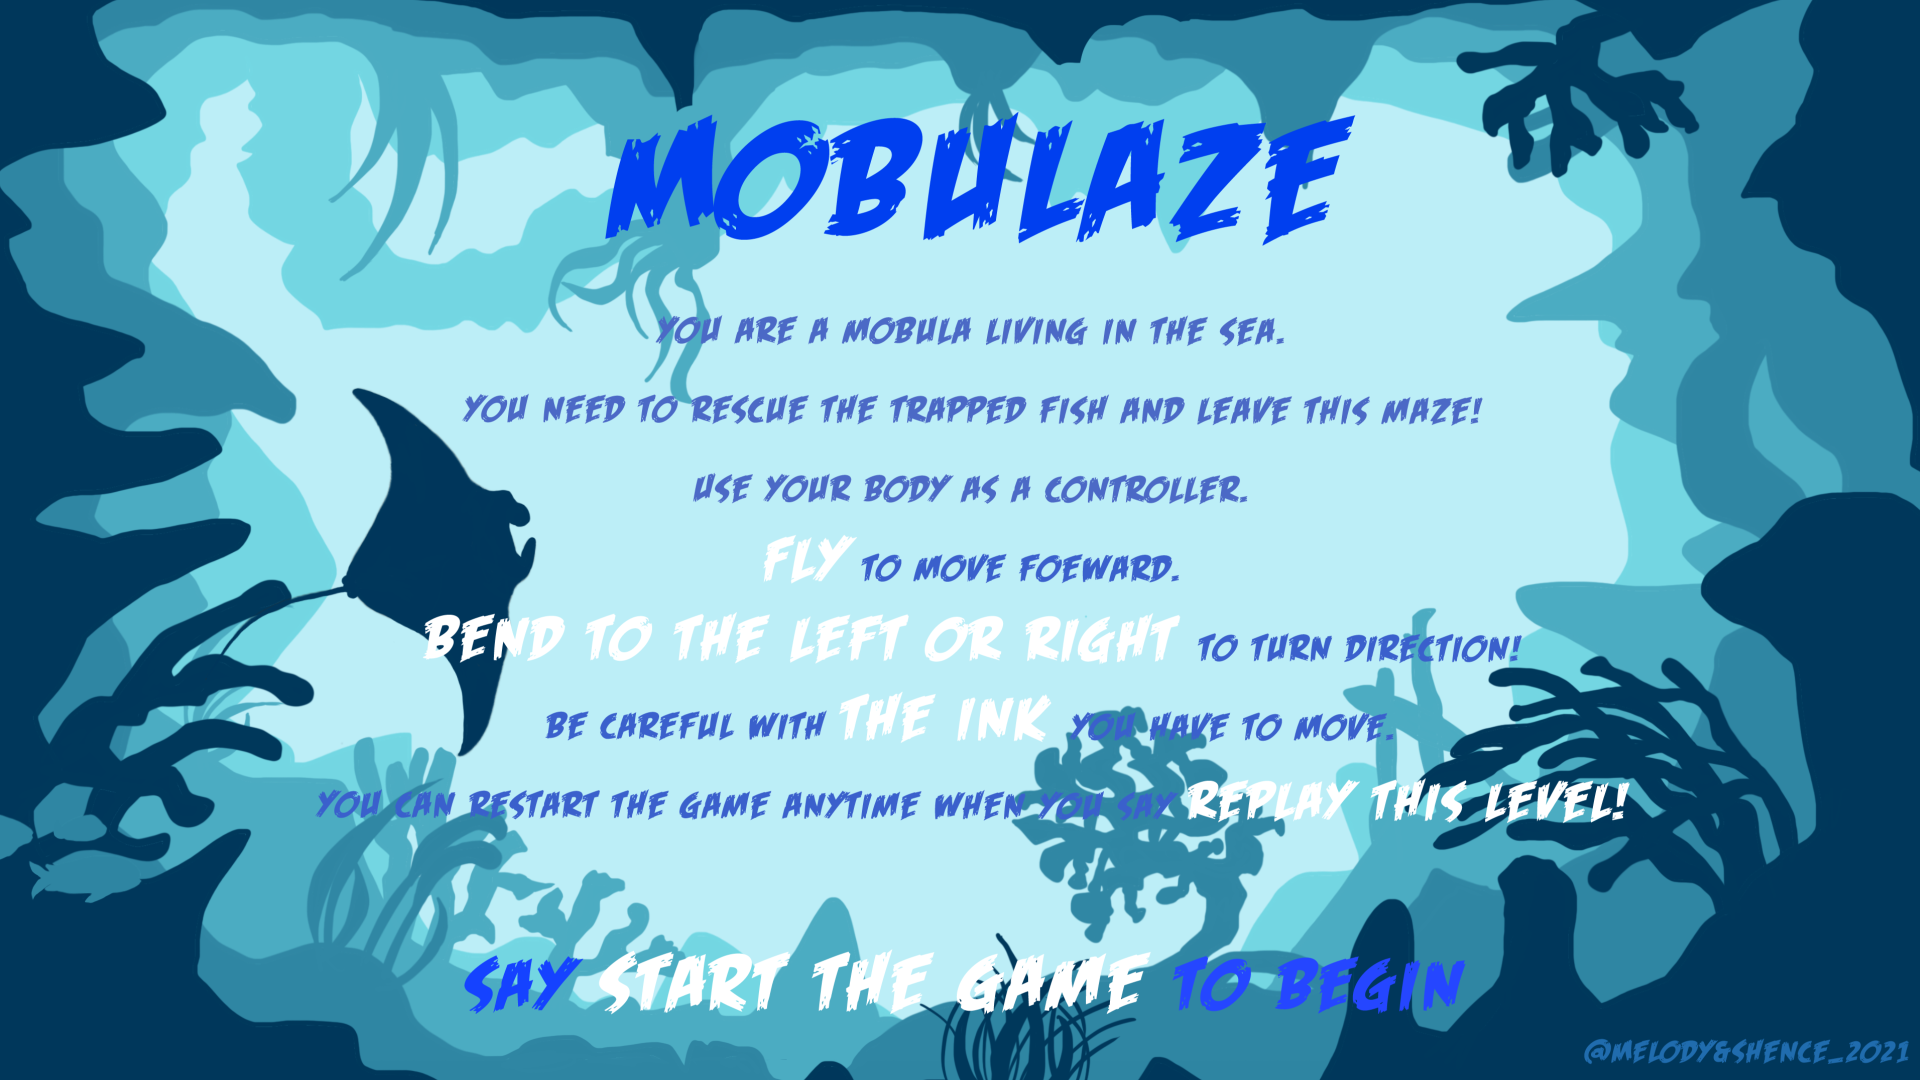 MOBULAZE
YOU ARE A MOBULA LIVING IN THE SEA.
YOU NEED TO RESCUE THE TRAPPED FISH AND LEAVE THIS MAZE!
USE YOUR BODY AS A CONTROLLER.
FLY TO MOVE FOEWARD.
BEND TO THE LEFT OR RIGHT TO TURN DIRECTION!
BE CAREFUL WITH THE INK YOU HAVE TO MOVE.
YOU CAN RESTART THE GAME ANYTIME WHEN YOU SAY REPLAY THIS LEVEL!
SAY START THE GAME TO BEGIN
@MELODY&SHENCE_2021